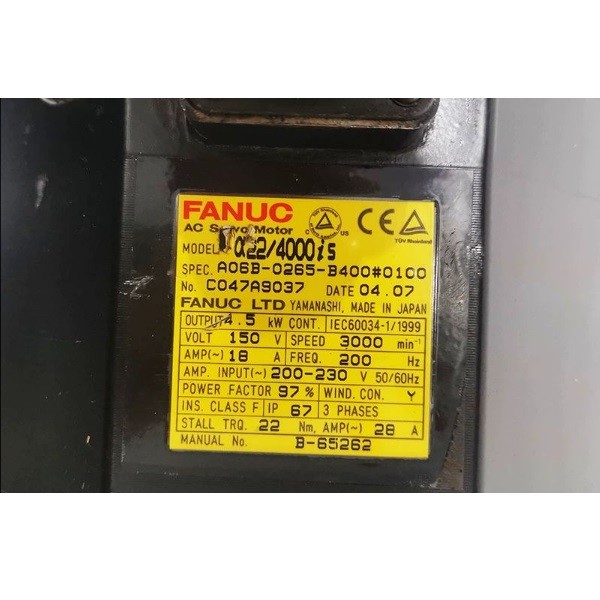 FANUC
AC Servo Motor
C US
TÜV Rheinland
MODEL α22/4000is
SPEC. A06B-0265-B400#0100
No. C047A9037 DATE 04.07
FANUC LTD YAMANASHI, MADE IN JAPAN
OUTPUT 4.5 kW CONT. IEC60034-1/1999
VOLT 150 V SPEED 3000 min-1
AMP(~) 18 A FREQ. 200 Hz
AMP. INPUT(~) 200-230 V 50/60Hz
POWER FACTOR 97% WIND. CON. Y
INS. CLASS F IP 67 3 PHASES
STALL TRQ. 22 Nm, AMP(~) 28 A
MANUAL No. B-65262